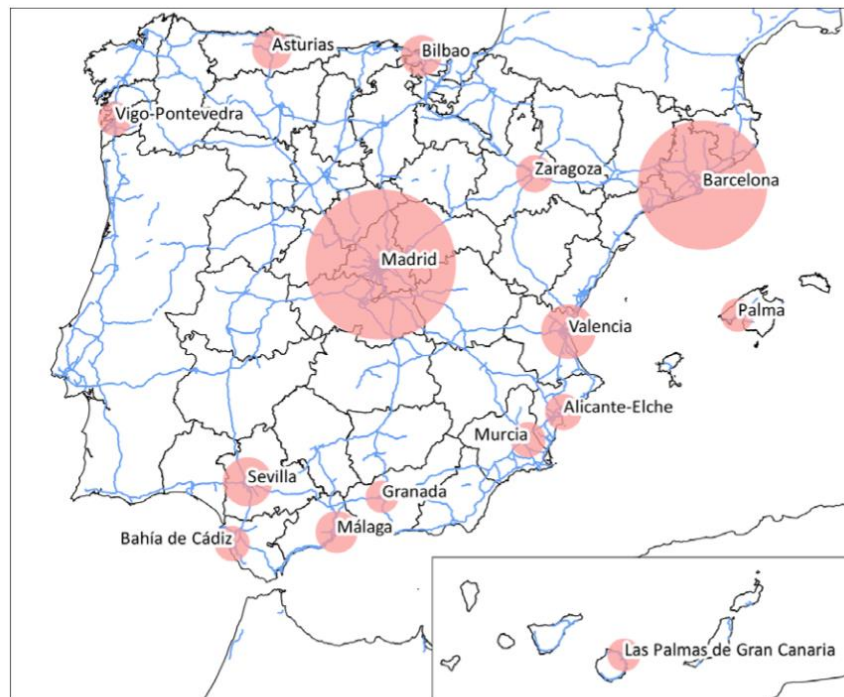 Asturias
Bilbao
Vigo-Pontevedra
Zaragoza
Barcelona
Madrid
Palma
Valencia
Alicante-Elche
Murcia
Sevilla
Granada
Málaga
Bahía de Cádiz
Las Palmas de Gran Canaria